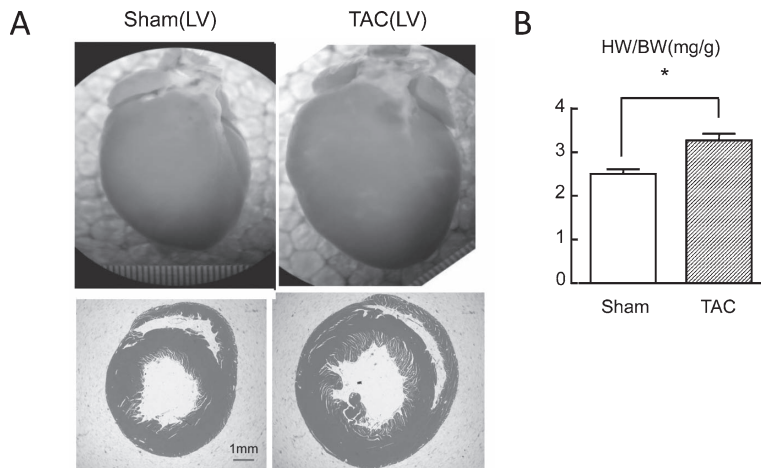 A
Sham(LV)
TAC(LV)
1mm
B
HW/BW(mg/g)
*
4
3
2
1
0
Sham
TAC